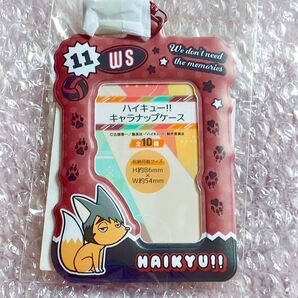 11 WS
We don't need
the memories
ハイキュー!!
キャラナップケース
全10種
収納可能サイズ
H約86mm
×
W約54mm
HAIKYU!!